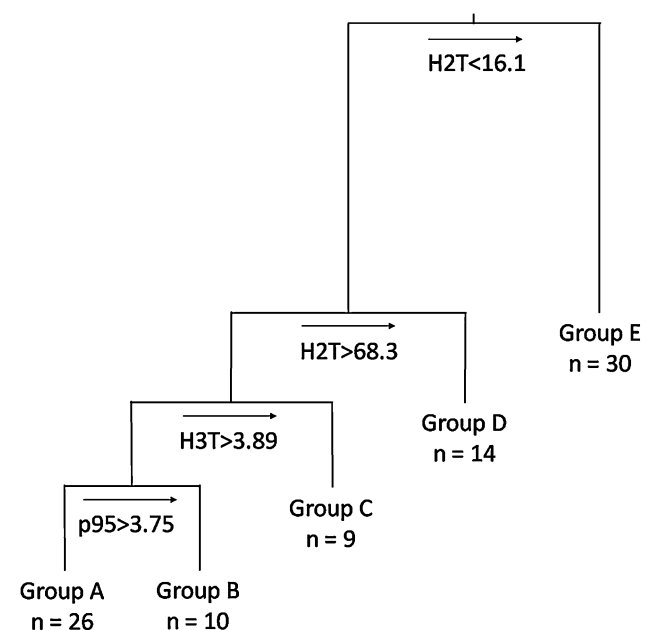 H2T<16.1
Group E
n = 30
H2T>68.3
Group D
n = 14
H3T>3.89
Group C
n = 9
p95>3.75
Group A
n = 26
Group B
n = 10